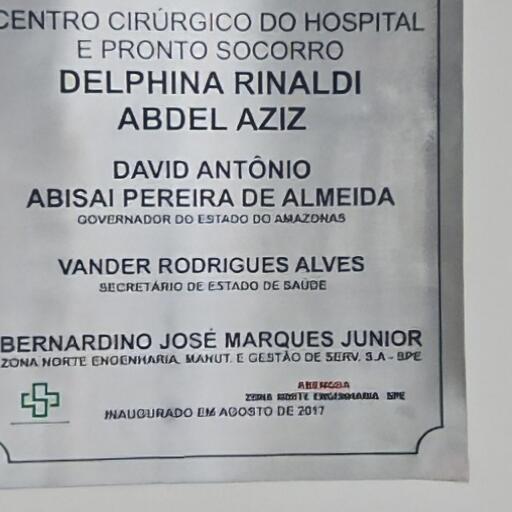 CENTRO CIRÚRGICO DO HOSPITAL
E PRONTO SOCORRO
DELPHINA RINALDI
ABDEL AZIZ
DAVID ANTÔNIO
ABISAI PEREIRA DE ALMEIDA
GOVERNADOR DO ESTADO DO AMAZONAS
VANDER RODRIGUES ALVES
SECRETÁRIO DE ESTADO DE SAÚDE
BERNARDINO JOSÉ MARQUES JUNIOR
ZONA NORTE ENGENHARIA, MANUT. E GESTÃO DE SERV. S.A - SPE
ZONA NORTE ENGENHARIA SPE
INAUGURADO EM AGOSTO DE 2017